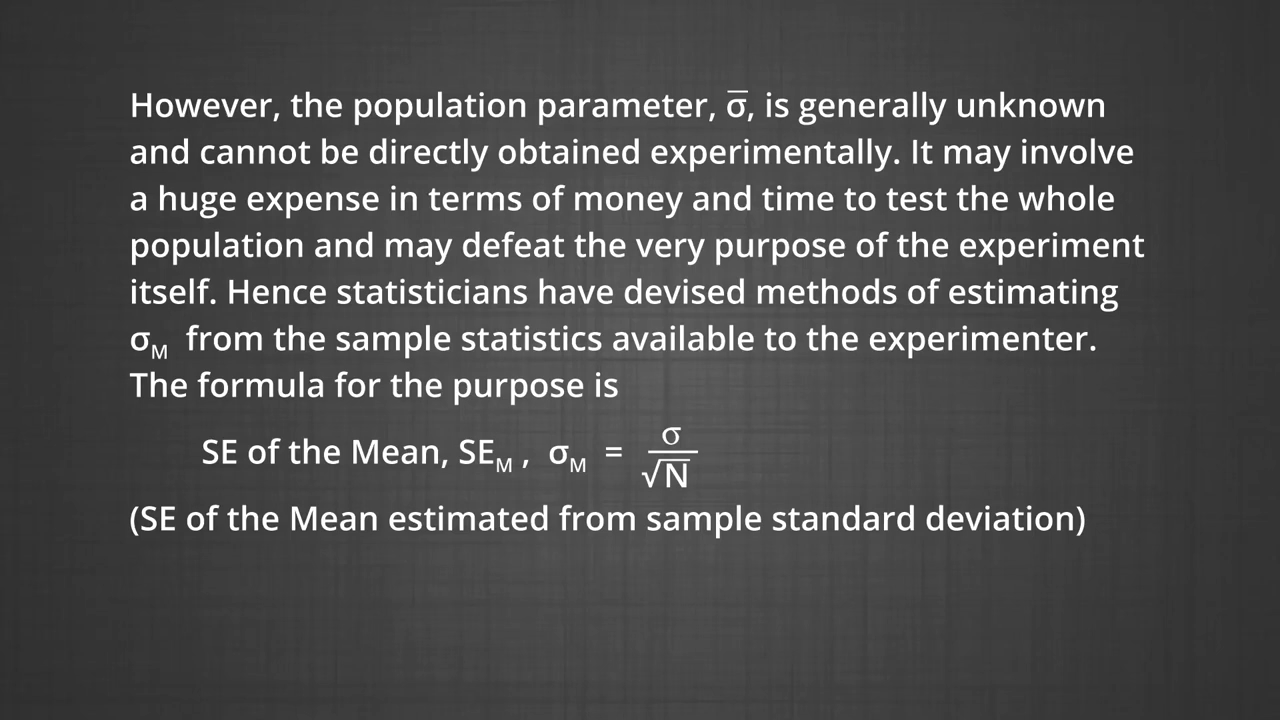 However, the population parameter, σ̅, is generally unknown
and cannot be directly obtained experimentally. It may involve
a huge expense in terms of money and time to test the whole
population and may defeat the very purpose of the experiment
itself. Hence statisticians have devised methods of estimating
σ_M from the sample statistics available to the experimenter.
The formula for the purpose is
SE of the Mean, SE_M , σ_M = σ/√N
(SE of the Mean estimated from sample standard deviation)